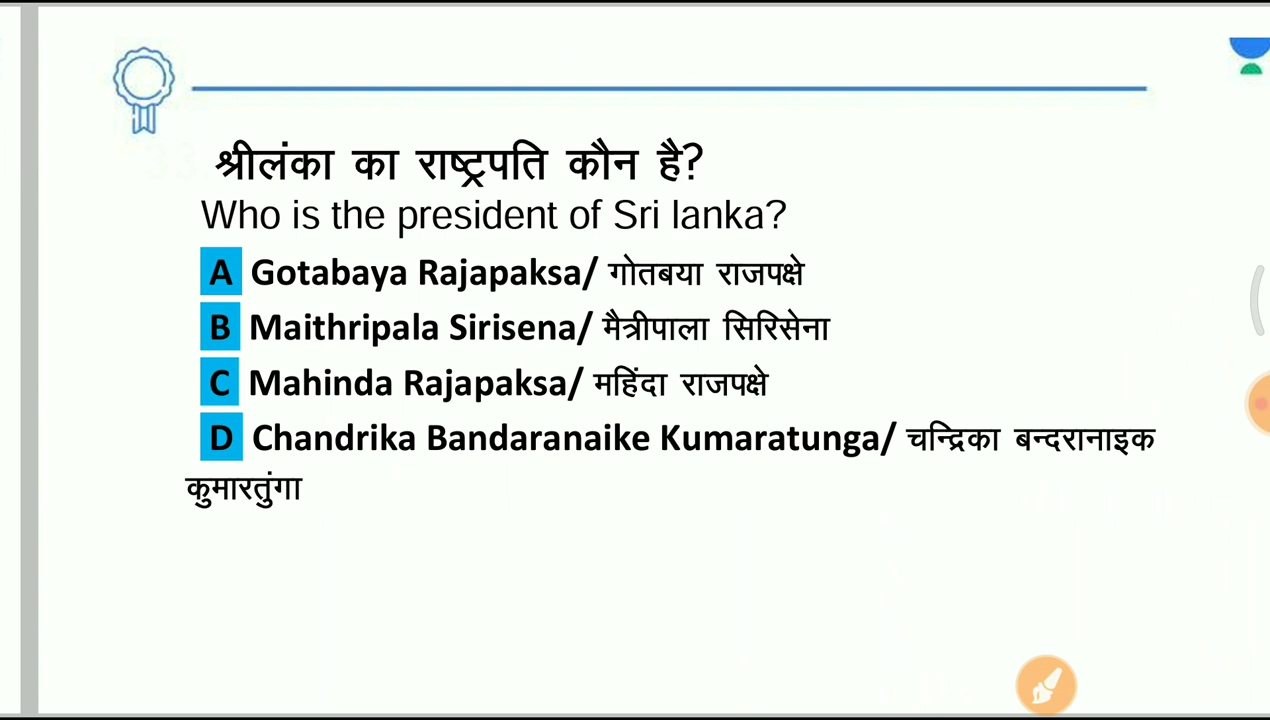 श्रीलंका का राष्ट्रपति कौन है?
Who is the president of Sri lanka?
A Gotabaya Rajapaksa/ गोतबया राजपक्षे
B Maithripala Sirisena/ मैत्रीपाला सिरिसेना
C Mahinda Rajapaksa/ महिंदा राजपक्षे
D Chandrika Bandaranaike Kumaratunga/ चन्द्रिका बन्दरानाइक
कुमारतुंगा